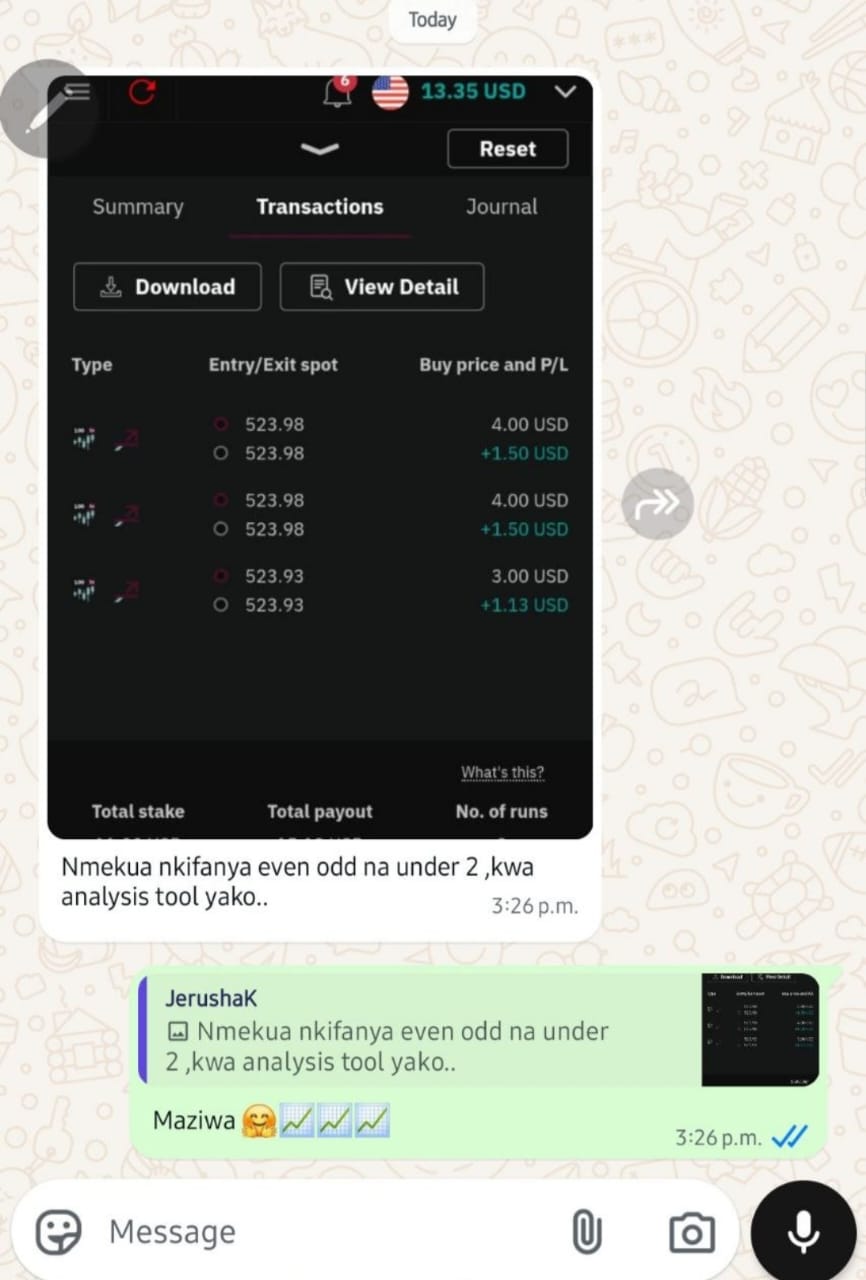 Today
6
13.35 USD
Reset
Summary Transactions Journal
Download View Detail
Type Entry/Exit spot Buy price and P/L
523.98 4.00 USD
523.98 +1.50 USD
523.98 4.00 USD
523.98 +1.50 USD
523.93 3.00 USD
523.93 +1.13 USD
What's this?
Total stake Total payout No. of runs
Nmekua nkifanya even odd na under 2 ,kwa
analysis tool yako..
3:26 p.m.
JerushaK
Nmekua nkifanya even odd na under
2 ,kwa analysis tool yako..
Maziwa 🤗📈📈📈
3:26 p.m.
Message